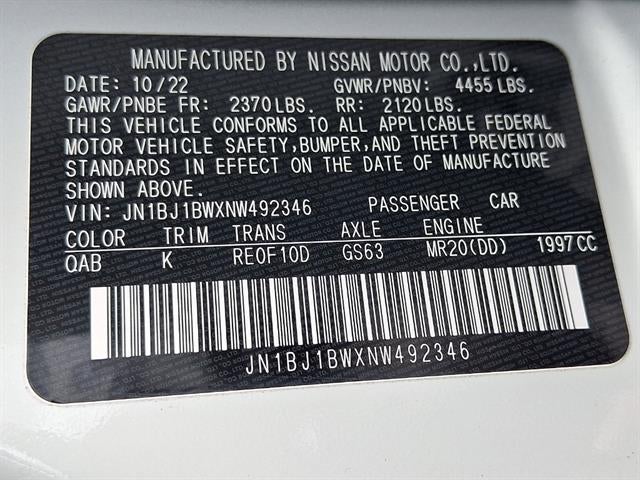 MANUFACTURED BY NISSAN MOTOR CO.,LTD.
DATE: 10/22 GVWR/PNBV: 4455 LBS.
GAWR/PNBE FR: 2370 LBS. RR: 2120 LBS.
THIS VEHICLE CONFORMS TO ALL APPLICABLE FEDERAL
MOTOR VEHICLE SAFETY,BUMPER,AND THEFT PREVENTION
STANDARDS IN EFFECT ON THE DATE OF MANUFACTURE
SHOWN ABOVE.
VIN: JN1BJ1BWXNW492346 PASSENGER CAR
COLOR TRIM TRANS AXLE ENGINE
QAB K REOF10D GS63 MR20(DD) 1997CC
JN1BJ1BWXNW492346